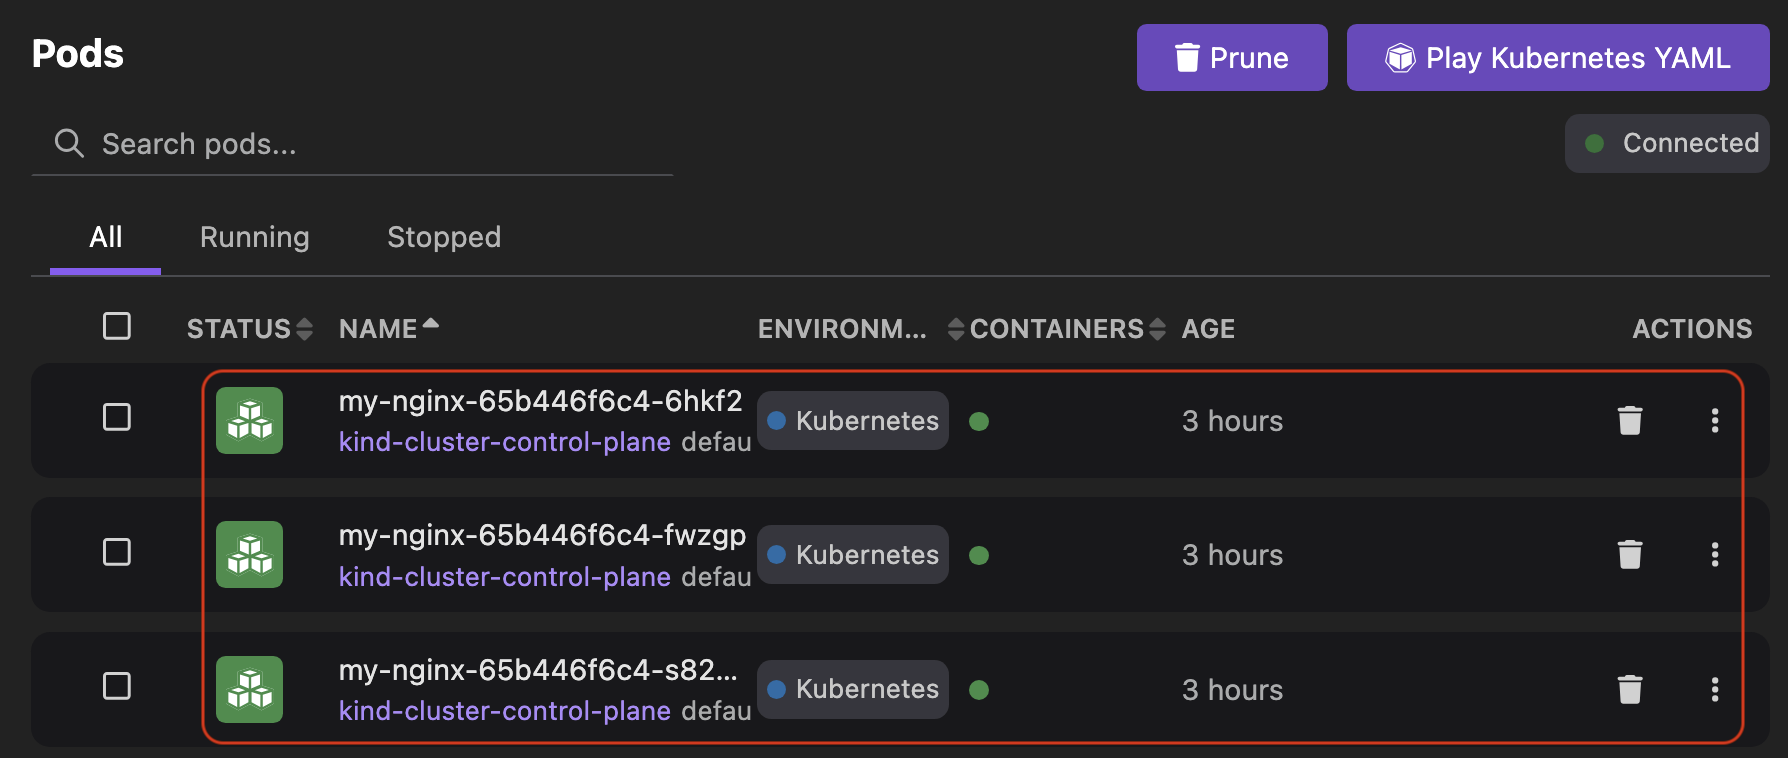 Pods
Prune
Play Kubernetes YAML
Search pods...
Connected
All Running Stopped
STATUS NAME ENVIRONM... CONTAINERS AGE ACTIONS
my-nginx-65b446f6c4-6hkf2
kind-cluster-control-plane defau
Kubernetes
3 hours
my-nginx-65b446f6c4-fwzgp
kind-cluster-control-plane defau
Kubernetes
3 hours
my-nginx-65b446f6c4-s82...
kind-cluster-control-plane defau
Kubernetes
3 hours